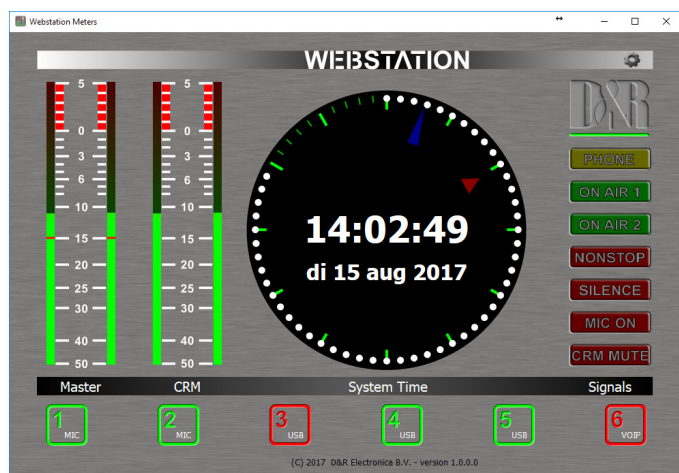 Webstation Meters
WEBSTATION
5 5
0 0
3 3
6 6
10 10
15 15
20 20
25 25
30 30
40 40
50 50
14:02:49
di 15 aug 2017
D&R
PHONE
ON AIR 1
ON AIR 2
NONSTOP
SILENCE
MIC ON
CRM MUTE
Master CRM System Time Signals
1 MIC 2 MIC 3 USB 4 USB 5 USB 6 VOIP
(C) 2017 D&R Electronica B.V. - version 1.0.0.0